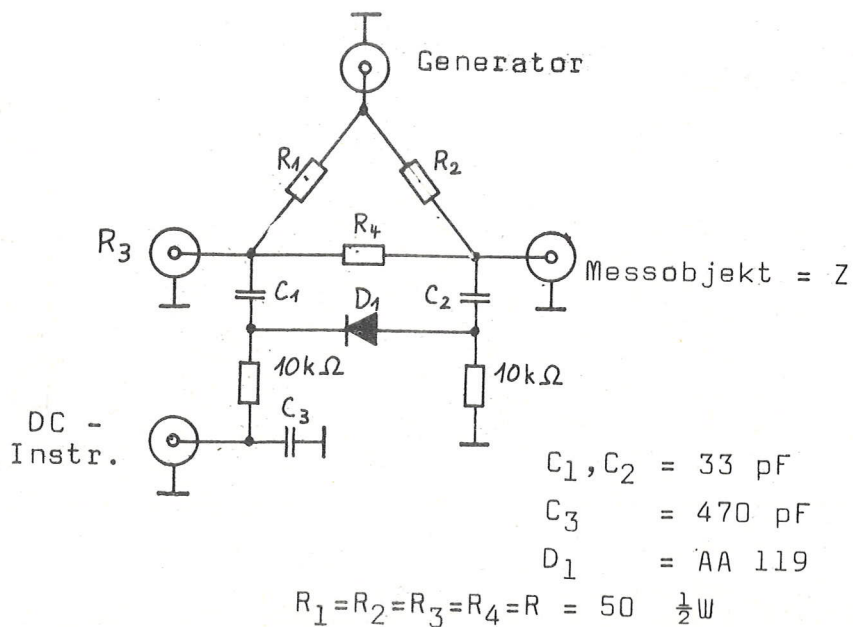 Generator
R1
R2
R3
R4
C1
D1
C2
Messobjekt = Z
10kΩ
10kΩ
C3
DC -
Instr.
C1,C2 = 33 pF
C3 = 470 pF
D1 = AA 119
R1=R2=R3=R4=R = 50 ½W